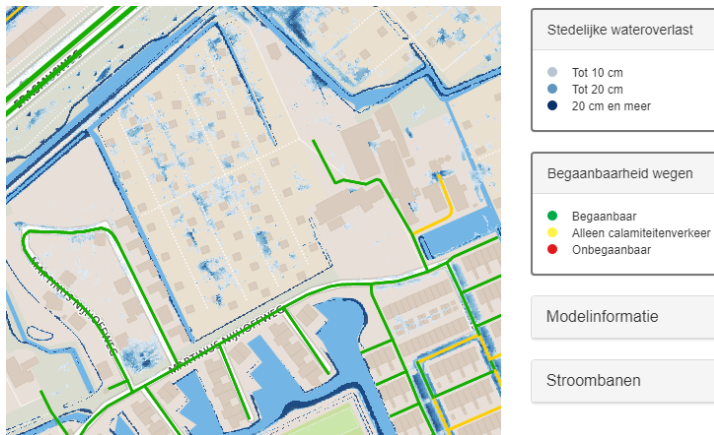 ERASMUSWEG
MARTINUS NIJHOFFWEG
MARTINUS NIJHOFFWEG
Stedelijke wateroverlast
Tot 10 cm
Tot 20 cm
20 cm en meer
Begaanbaarheid wegen
Begaanbaar
Alleen calamiteitenverkeer
Onbegaanbaar
Modelinformatie
Stroombanen